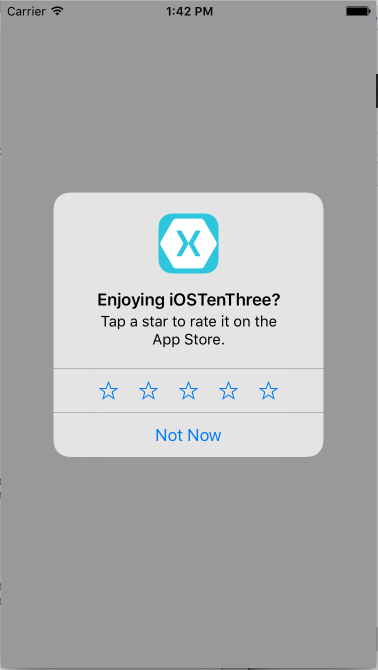 Carrier 1:42 PM
Enjoying iOSTenThree?
Tap a star to rate it on the
App Store.
Not Now